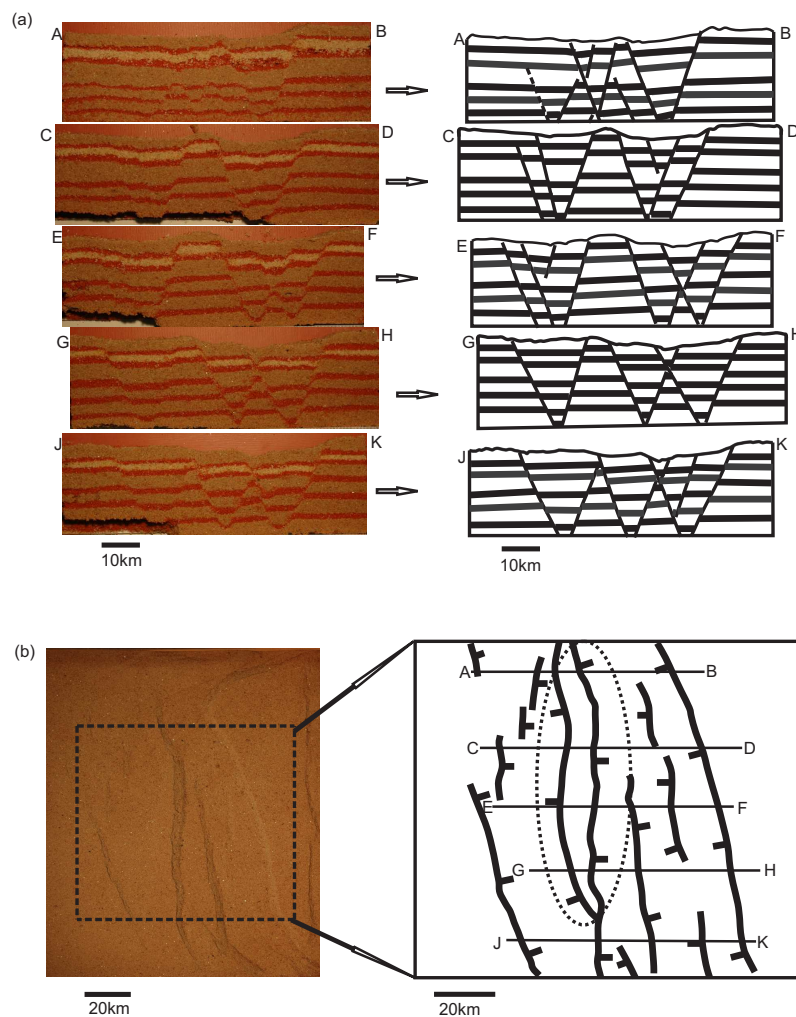 (a)
A B A B
C D C D
E F E F
G H G H
J K J K
10km 10km
(b)
A B
C D
E F
G H
J K
20km 20km